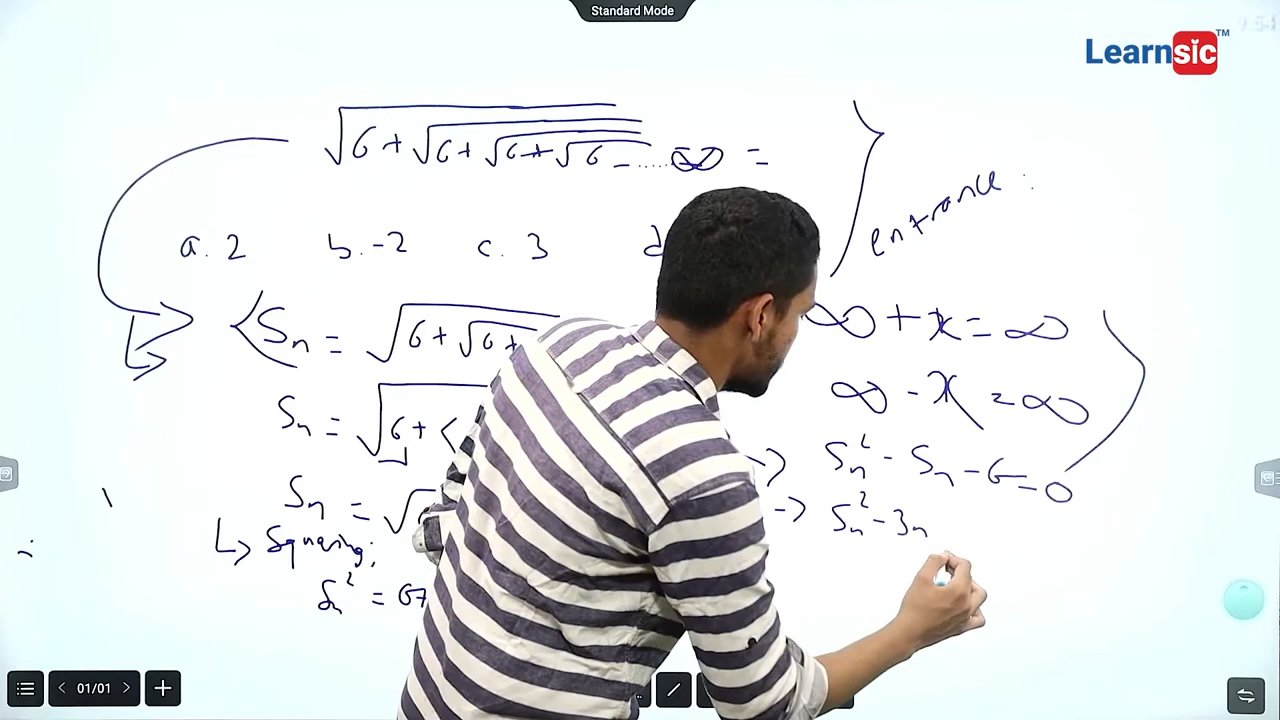 Standard Mode
Learnsic™
√6 + √6 + √6 + √6 - ..... ∞ =
entrance :
a. 2 b. -2 c. 3 d
Sn = √6 + √6 +
∞ + x = ∞
∞ - x = ∞
Sn = √6 +
Sn² - Sn - 6 = 0
Sn = √
Sn² - 3n
↳ Squaring;
Sn² = 6+
01/01